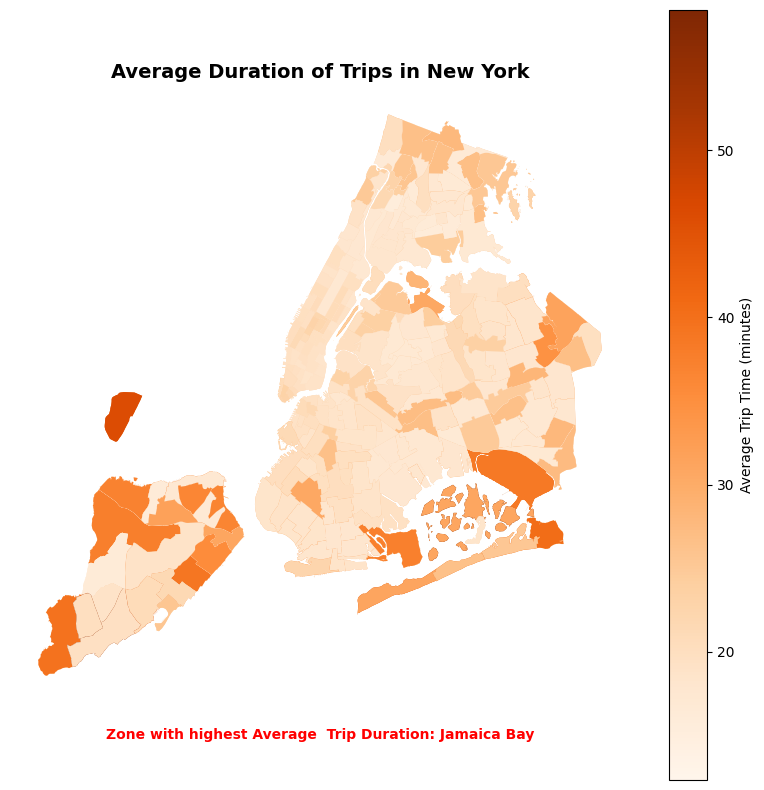 Average Duration of Trips in New York
50
40
30
20
Average Trip Time (minutes)
Zone with highest Average  Trip Duration: Jamaica Bay